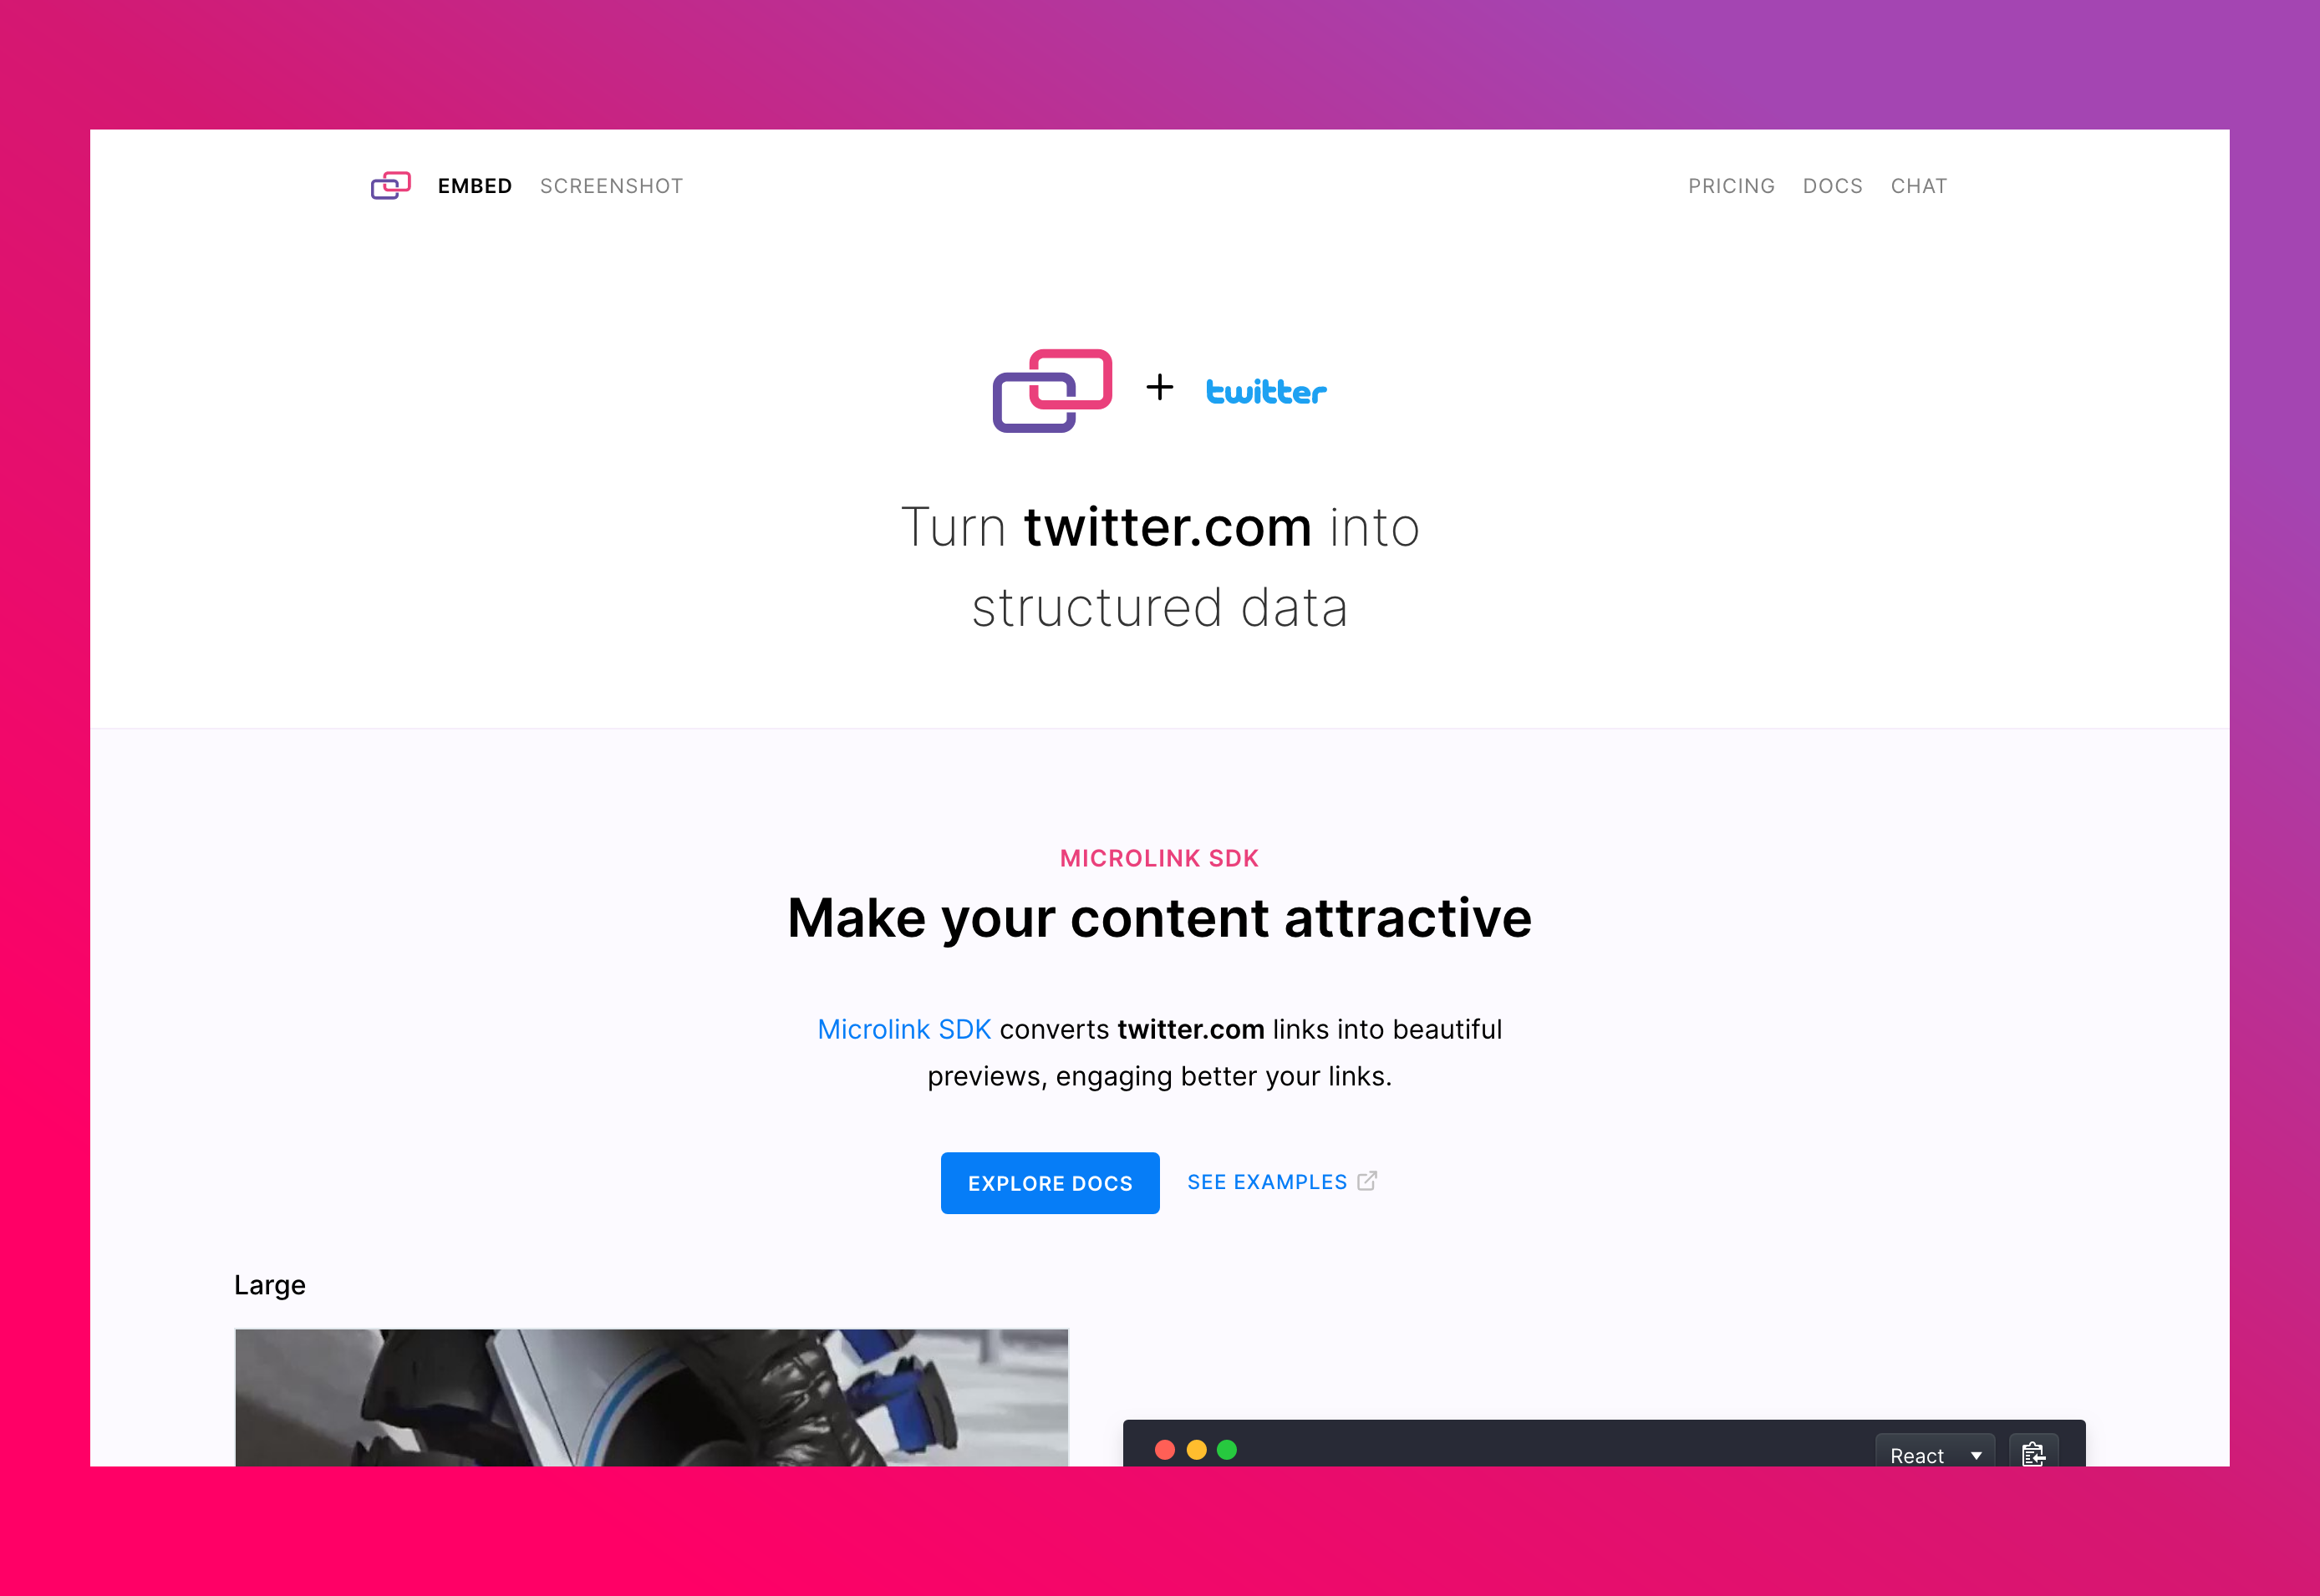 EMBED SCREENSHOT PRICING DOCS CHAT
+ twitter
Turn twitter.com into
structured data
MICROLINK SDK
Make your content attractive
Microlink SDK converts twitter.com links into beautiful
previews, engaging better your links.
EXPLORE DOCS SEE EXAMPLES
Large
React